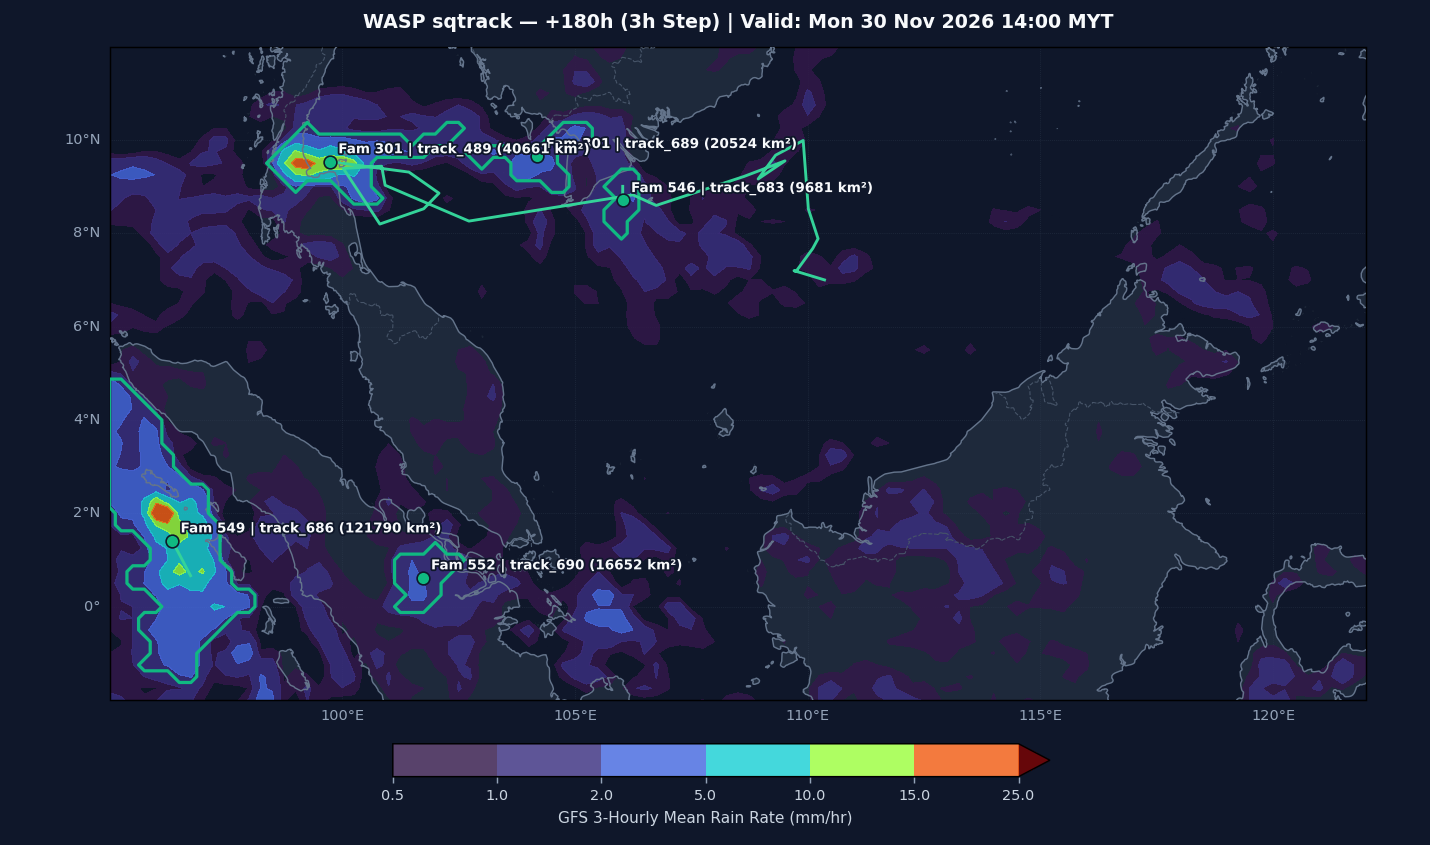 WASP sqtrack — +180h (3h Step) | Valid: Mon 30 Nov 2026 14:00 MYT
10°N
8°N
6°N
4°N
2°N
0°
Fam 301 | track_489 (40661 km²)
Fam 301 | track_689 (20524 km²)
Fam 546 | track_683 (9681 km²)
Fam 549 | track_686 (121790 km²)
Fam 552 | track_690 (16652 km²)
100°E
105°E
110°E
115°E
120°E
0.5
1.0
2.0
5.0
10.0
15.0
25.0
GFS 3-Hourly Mean Rain Rate (mm/hr)